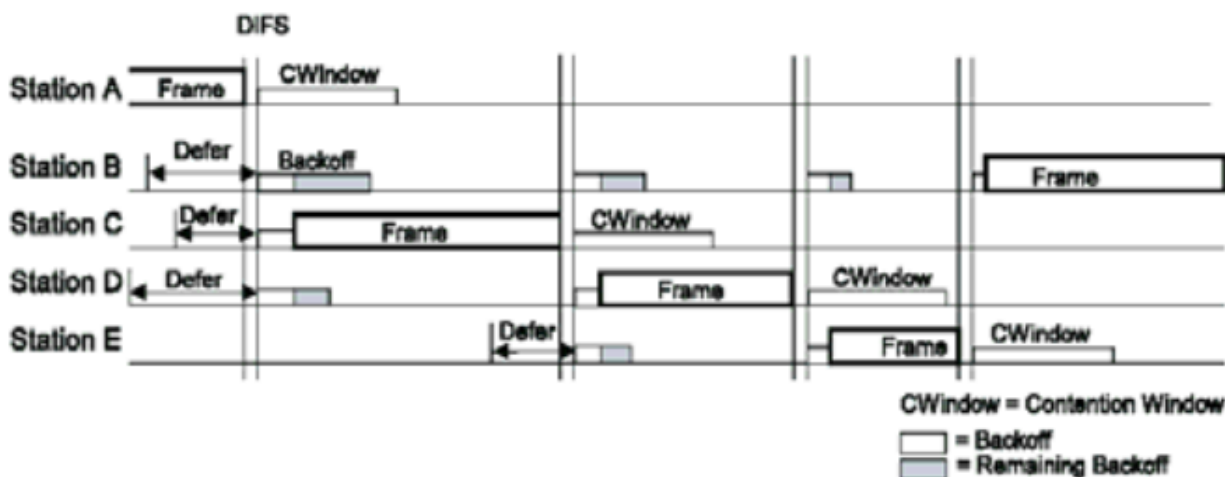 DIFS
Station A Frame CWindow
Station B Defer Backoff Frame
Station C Defer Frame CWindow
Station D Defer Frame CWindow
Station E Defer Frame CWindow
CWindow = Contention Window
= Backoff
= Remaining Backoff